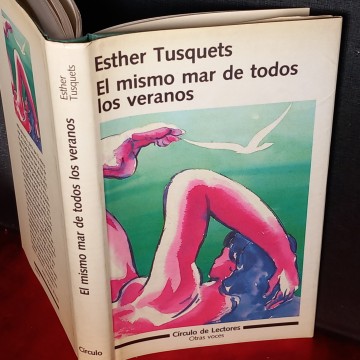 Esther Tusquets
El mismo mar de todos
los veranos
Círculo de Lectores
Otras voces
Esther
Tusquets
El mismo mar de todos los veranos
Círculo